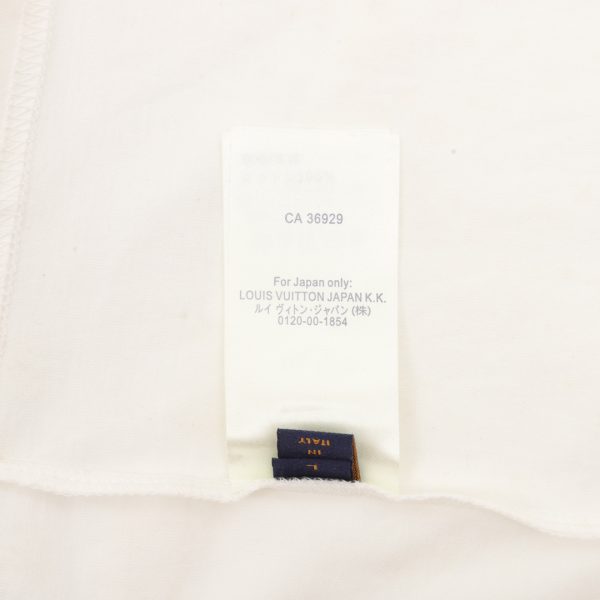 CA 36929
For Japan only:
LOUIS VUITTON JAPAN K.K.
ルイ ヴィトン・ジャパン (株)
0120-00-1854
ITALY
IN
L